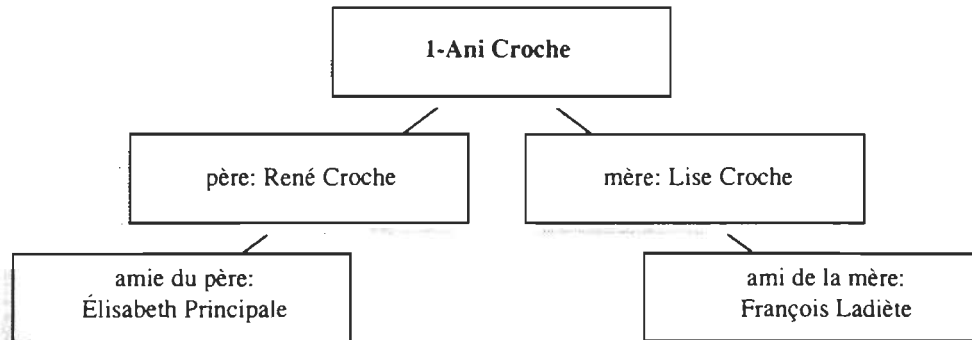 1-Ani Croche
père: René Croche
mère: Lise Croche
amie du père:
Élisabeth Principale
ami de la mère:
François Ladiète